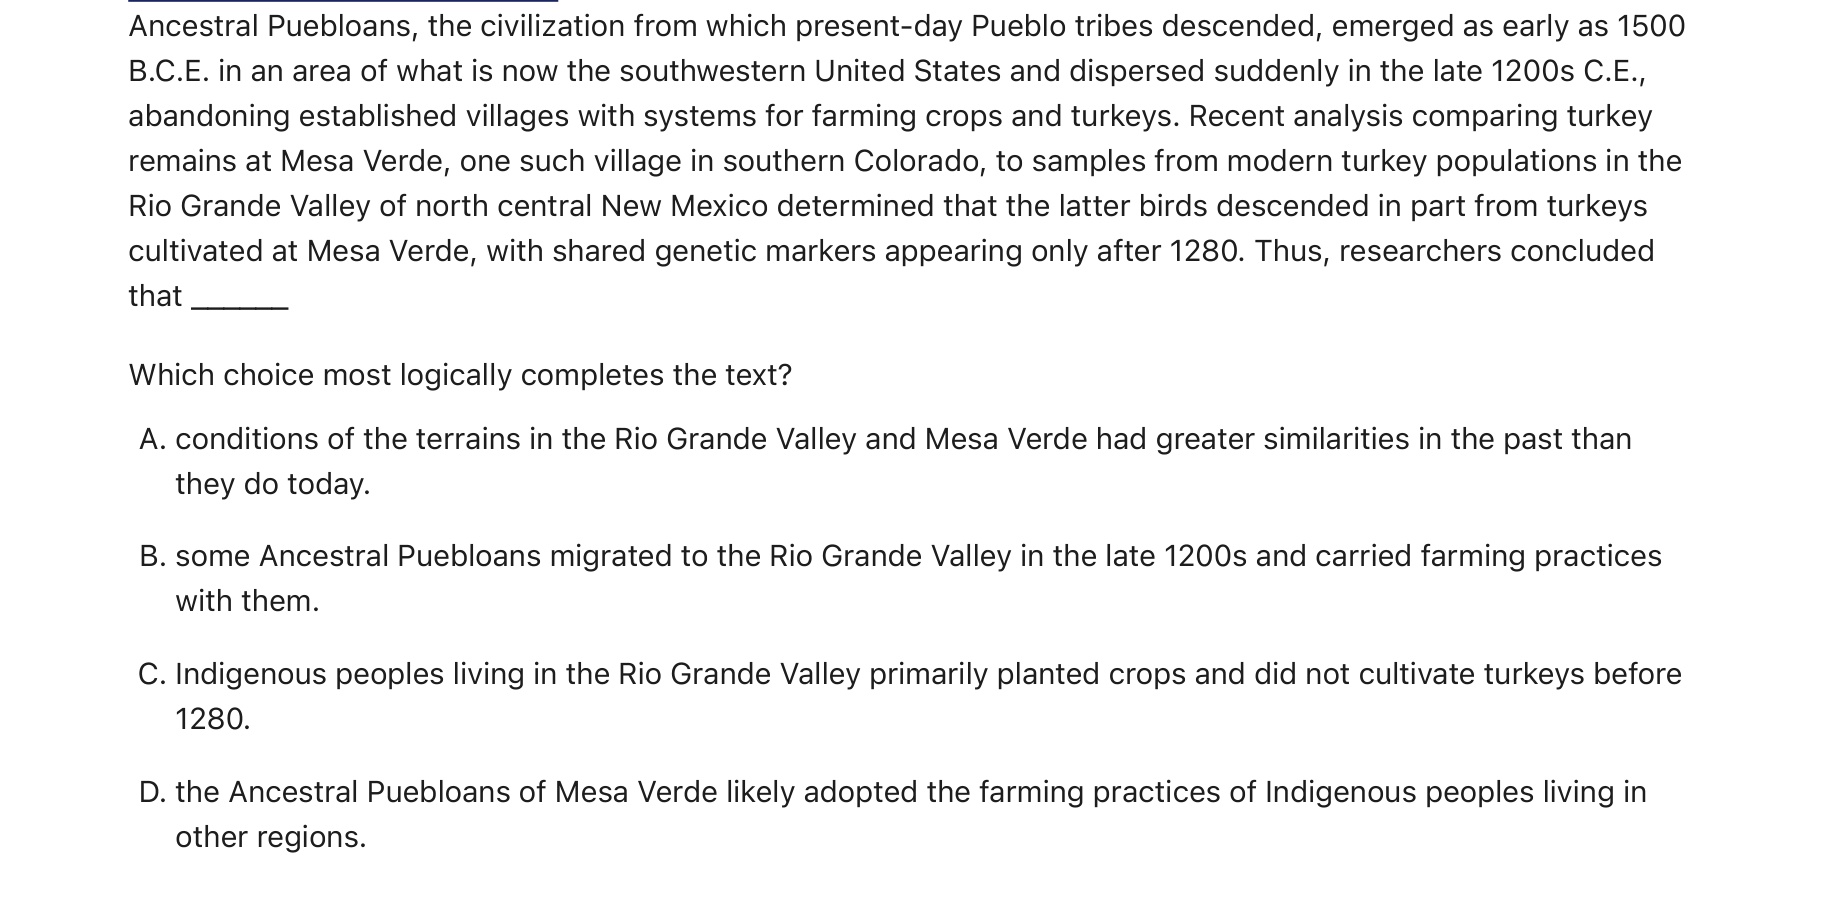 Ancestral Puebloans, the civilization from which present-day Pueblo tribes descended, emerged as early as 1500
B.C.E. in an area of what is now the southwestern United States and dispersed suddenly in the late 1200s C.E.,
abandoning established villages with systems for farming crops and turkeys. Recent analysis comparing turkey
remains at Mesa Verde, one such village in southern Colorado, to samples from modern turkey populations in the
Rio Grande Valley of north central New Mexico determined that the latter birds descended in part from turkeys
cultivated at Mesa Verde, with shared genetic markers appearing only after 1280. Thus, researchers concluded
that ______
Which choice most logically completes the text?
A. conditions of the terrains in the Rio Grande Valley and Mesa Verde had greater similarities in the past than
they do today.
B. some Ancestral Puebloans migrated to the Rio Grande Valley in the late 1200s and carried farming practices
with them.
C. Indigenous peoples living in the Rio Grande Valley primarily planted crops and did not cultivate turkeys before
1280.
D. the Ancestral Puebloans of Mesa Verde likely adopted the farming practices of Indigenous peoples living in
other regions.